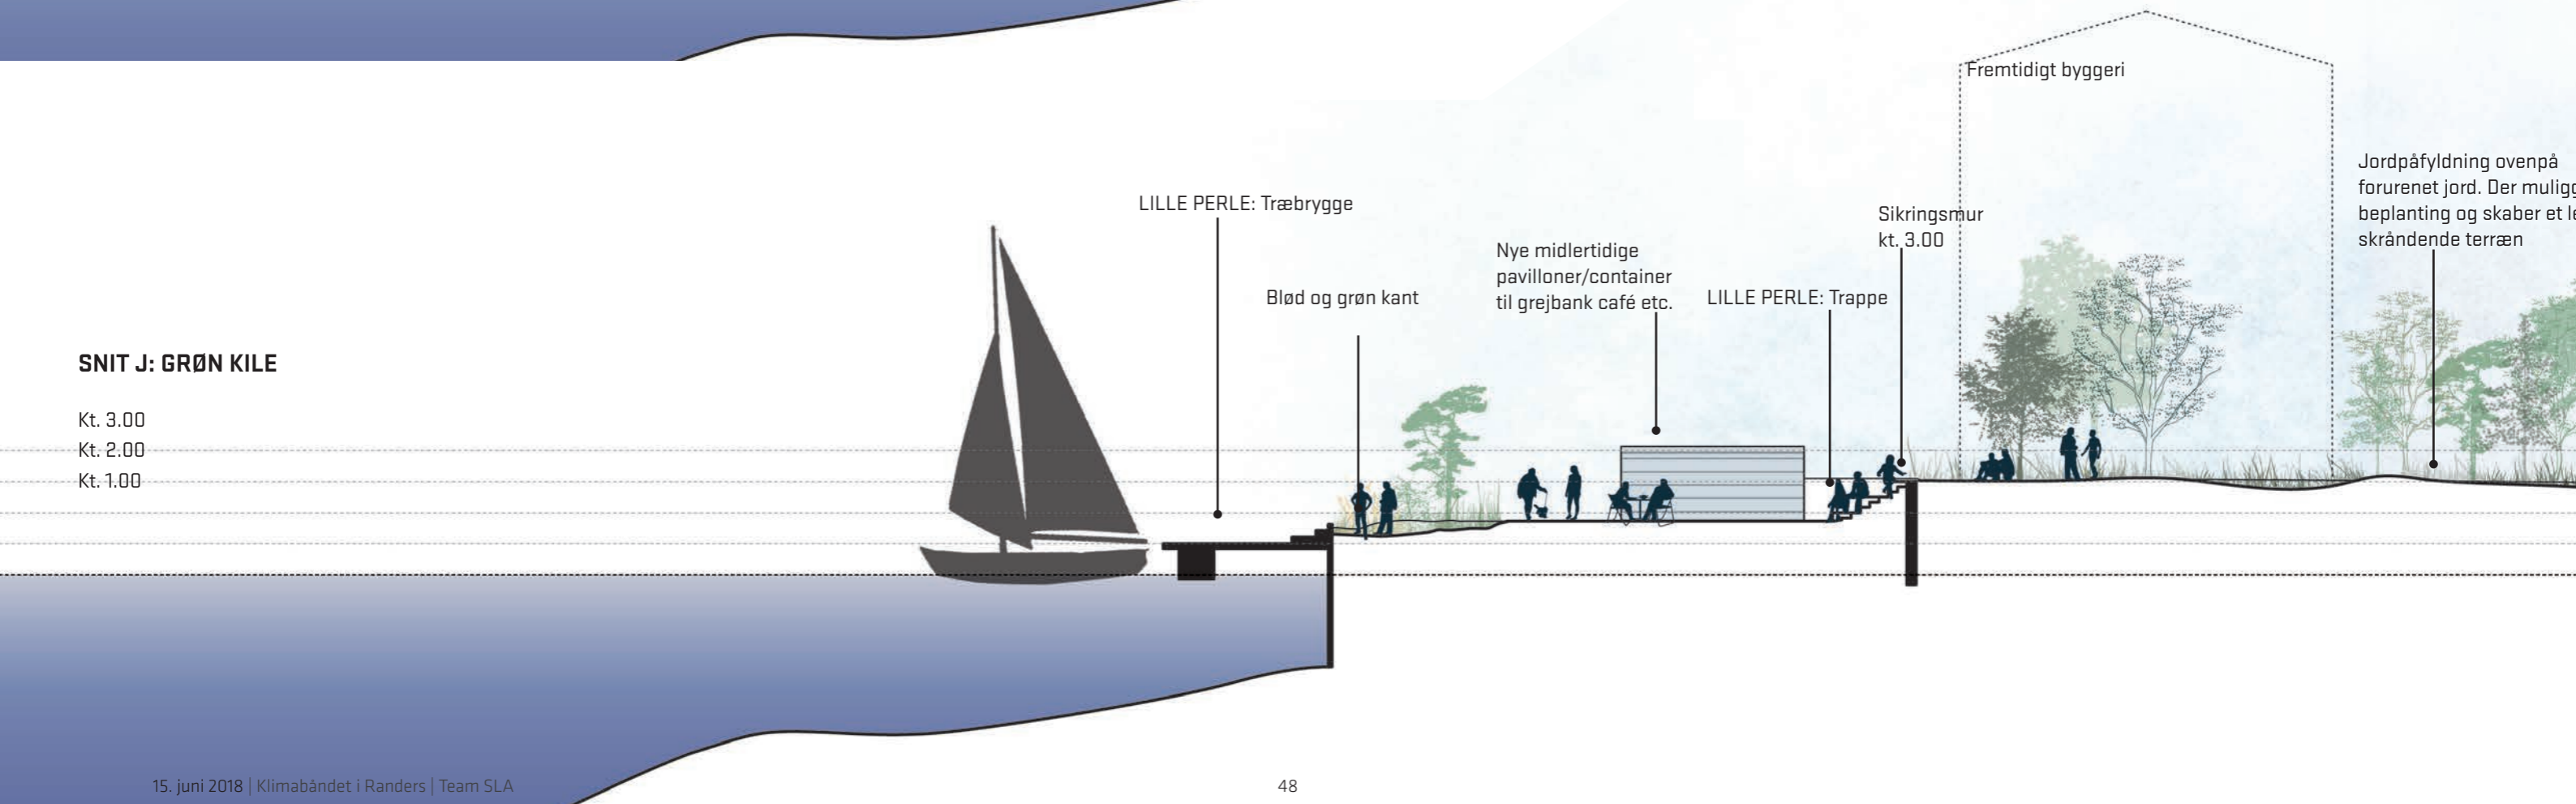 Fremtidigt byggeri
Jordpåfyldning ovenpå
forurenet jord. Der
beplanting og skaber et
skråndende terræn
LILLE PERLE: Træbrygge
Sikringsmur
kt. 3.00
Nye midlertidige
pavilloner/container
til grejbank café etc.
Blød og grøn kant
LILLE PERLE: Trappe
SNIT J: GRØN KILE
Kt. 3.00
Kt. 2.00
Kt. 1.00
15. juni 2018 | Klimabåndet i Randers | Team SLA
48